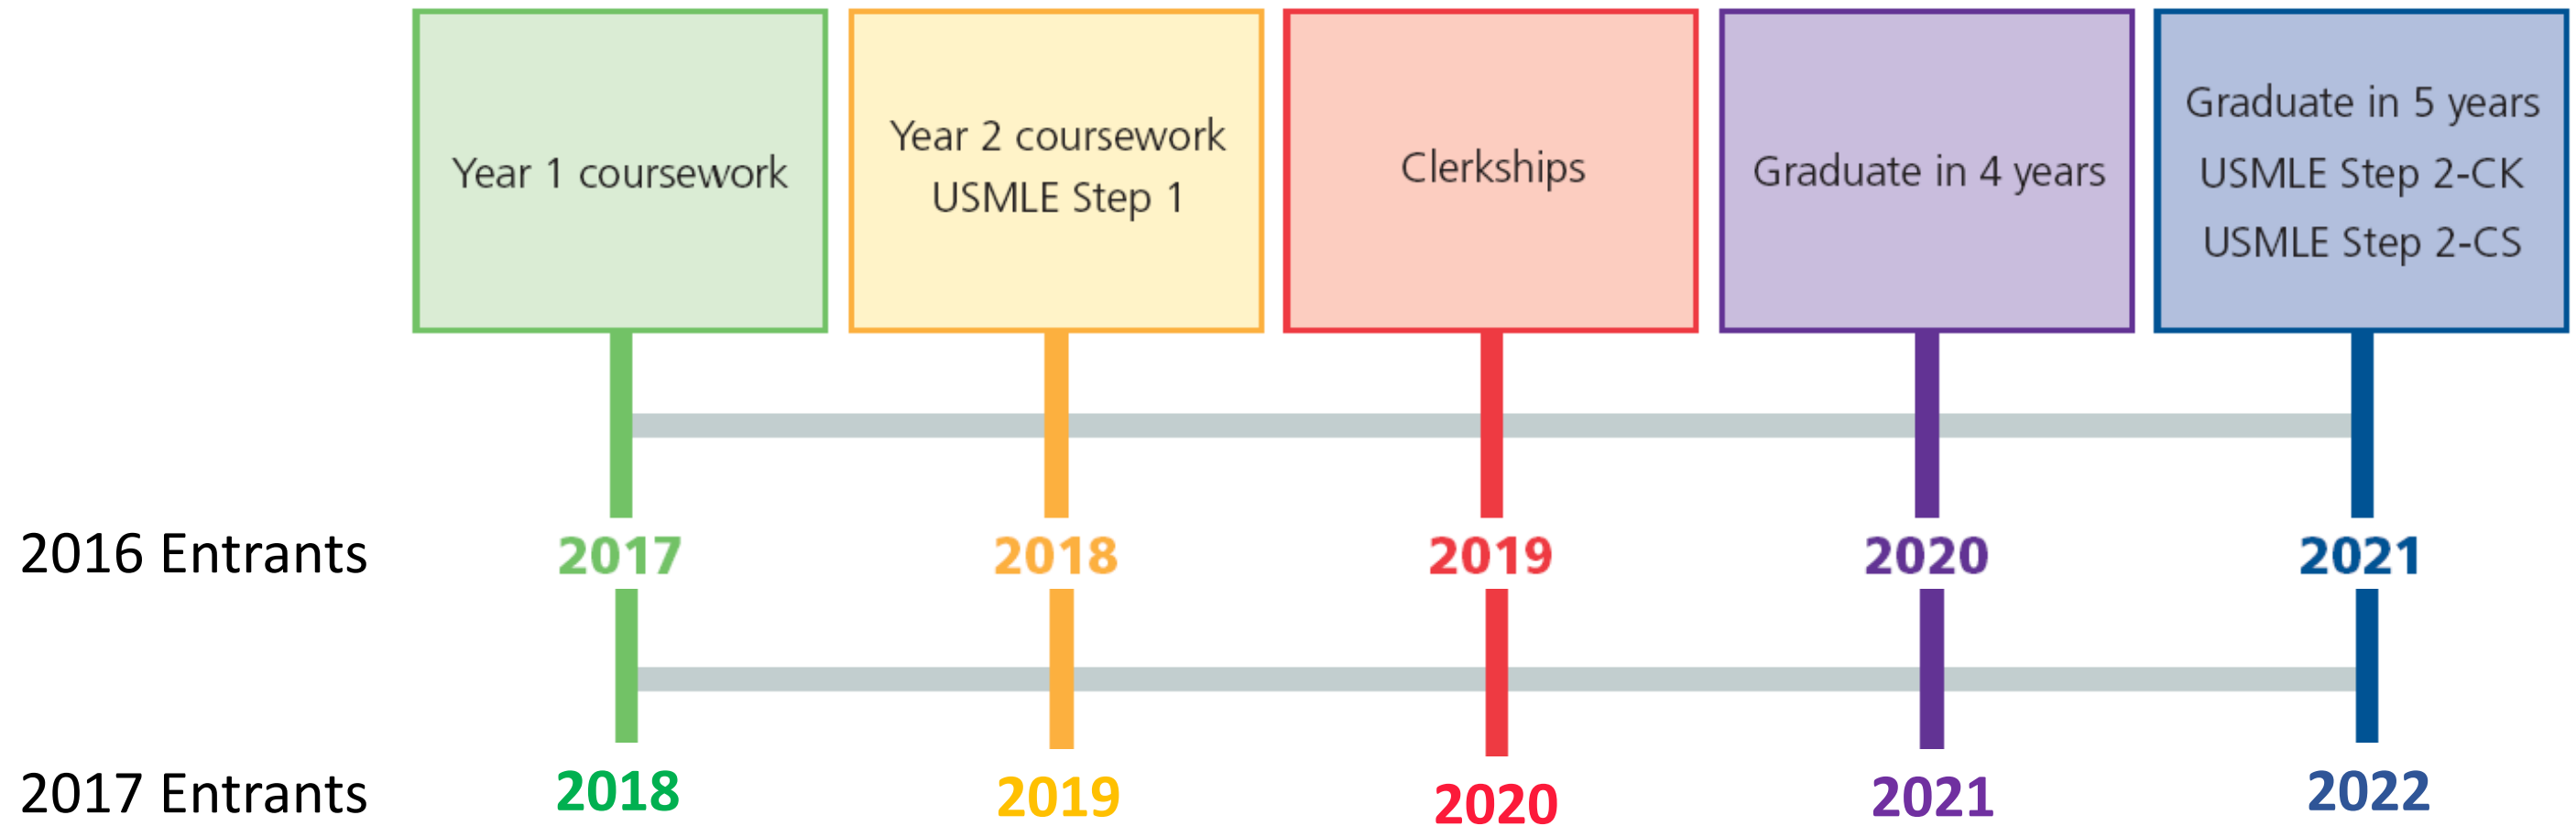 Year 1 coursework
Year 2 coursework
USMLE Step 1
Clerkships
Graduate in 4 years
Graduate in 5 years
USMLE Step 2-CK
USMLE Step 2-CS
2016 Entrants 2017 2018 2019 2020 2021
2017 Entrants 2018 2019 2020 2021 2022